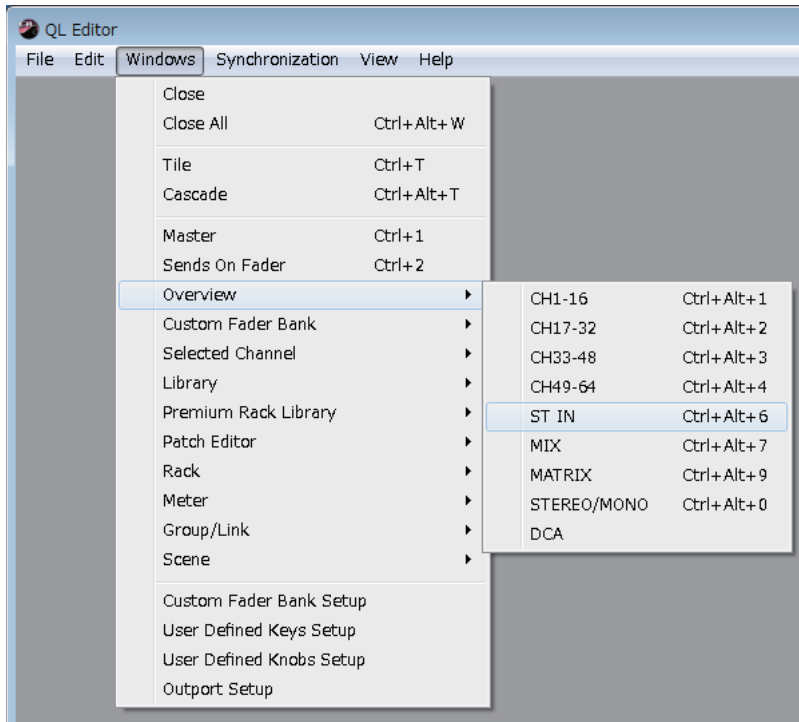 QL Editor
File Edit Windows Synchronization View Help
Close
Close All Ctrl+Alt+W
Tile Ctrl+T
Cascade Ctrl+Alt+T
Master Ctrl+1
Sends On Fader Ctrl+2
Overview
Custom Fader Bank
Selected Channel
Library
Premium Rack Library
Patch Editor
Rack
Meter
Group/Link
Scene
Custom Fader Bank Setup
User Defined Keys Setup
User Defined Knobs Setup
Outport Setup
CH1-16 Ctrl+Alt+1
CH17-32 Ctrl+Alt+2
CH33-48 Ctrl+Alt+3
CH49-64 Ctrl+Alt+4
ST IN Ctrl+Alt+6
MIX Ctrl+Alt+7
MATRIX Ctrl+Alt+9
STEREO/MONO Ctrl+Alt+0
DCA